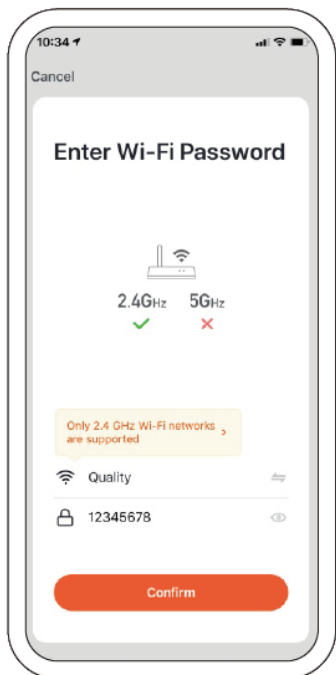 10:34
Cancel
Enter Wi-Fi Password
2.4GHz 5GHz
Only 2.4 GHz Wi-Fi networks
are supported
Quality
12345678
Confirm